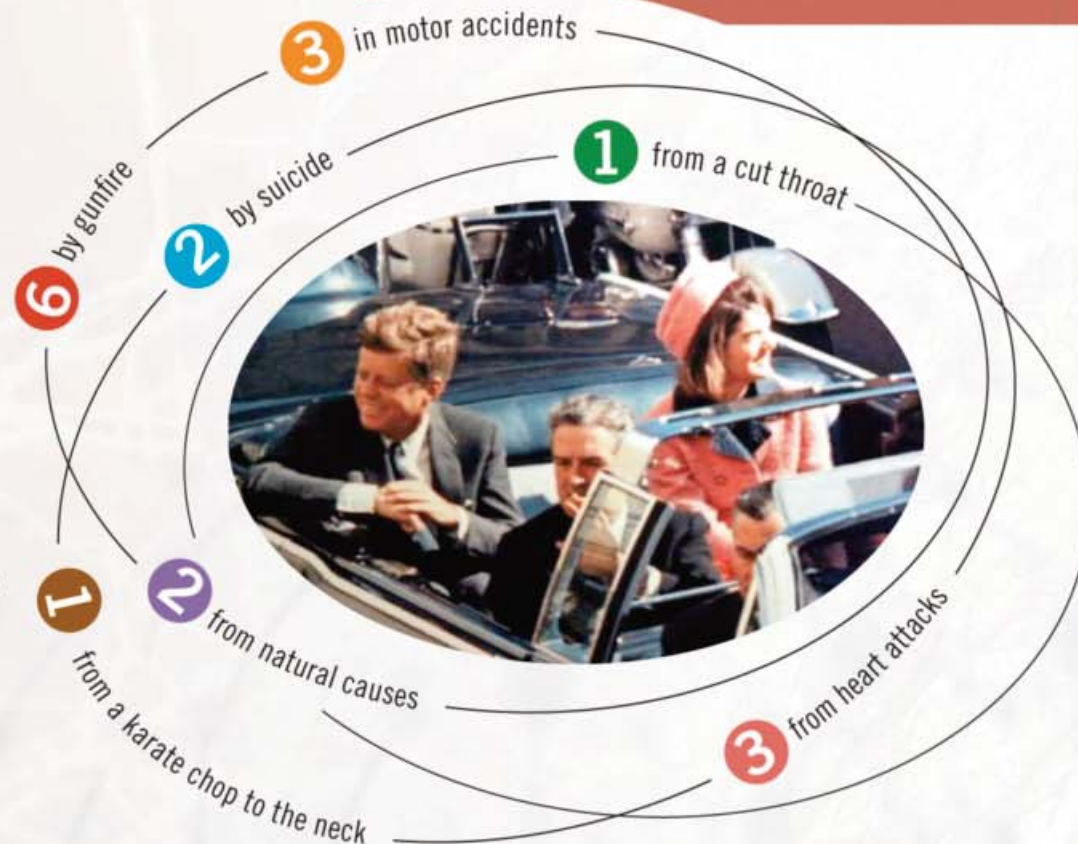 3 in motor accidents
1 from a cut throat
2 by suicide
6 by gunfire
2 from natural causes
1 from a karate chop to the neck
3 from heart attacks